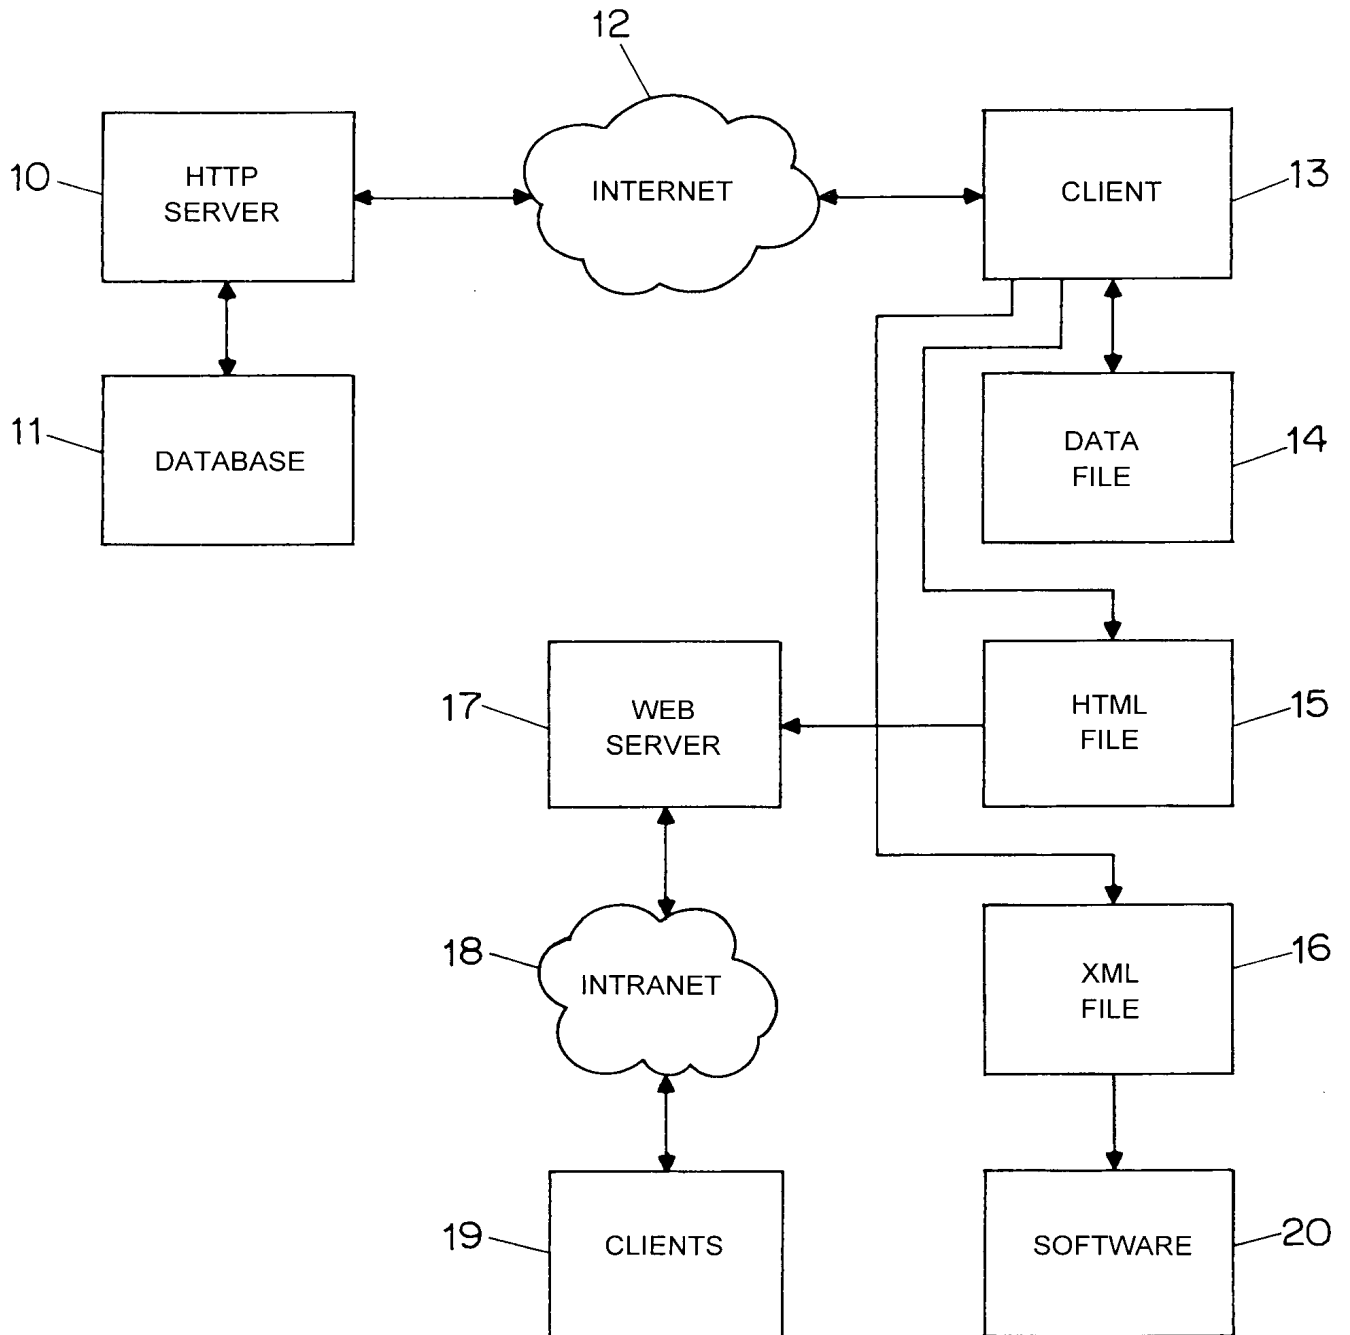 12
10
HTTP
SERVER
INTERNET
CLIENT
13
11
DATABASE
DATA
FILE
14
17
WEB
SERVER
HTML
FILE
15
18
INTRANET
XML
FILE
16
19
CLIENTS
SOFTWARE
20